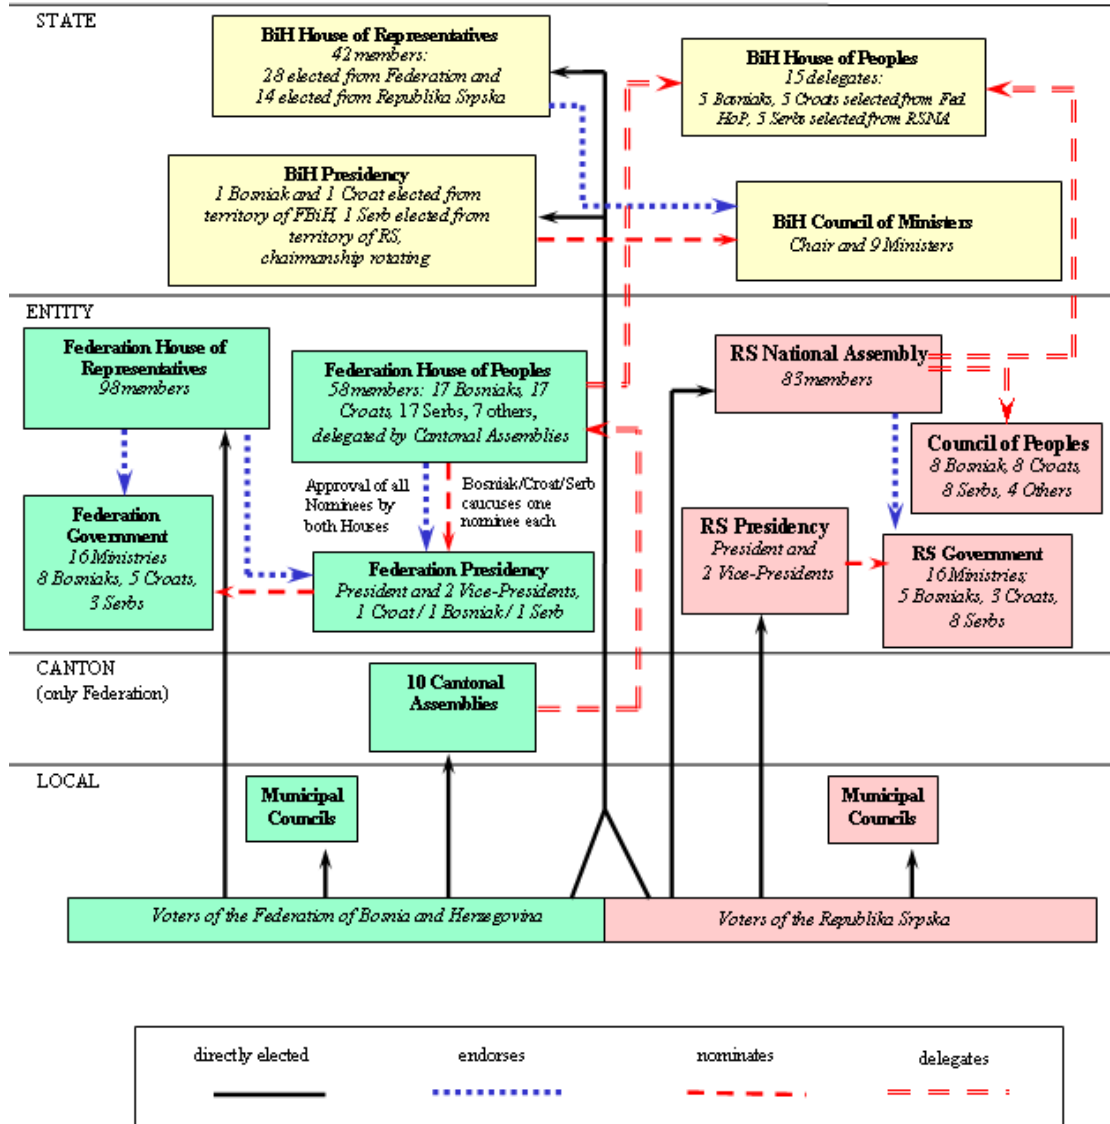 STATE
BiH House of Representatives
42 members:
28 elected from Federation and
14 elected from Republika Srpska
BiH House of Peoples
15 delegates:
5 Bosniaks, 5 Croats selected from Fed
HoP, 5 Serbs selected from RSNA
BiH Presidency
1 Bosniak and 1 Croat elected from
territory of FBiH, 1 Serb elected from
territory of RS,
chairmanship rotating
BiH Council of Ministers
Chair and 9 Ministers
ENTITY
Federation House of
Representatives
98 members
Federation House of Peoples
58 members: 17 Bosniaks, 17
Croats, 17 Serbs, 7 others,
delegated by Cantonal Assemblies
RS National Assembly
83 members
Council of Peoples
8 Bosniak, 8 Croats,
8 Serbs, 4 Others
Approval of all
Nominees by
both Houses
Bosniak/Croat/Serb
caucuses one
nominee each
Federation
Government
16 Ministries
8 Bosniaks, 5 Croats,
3 Serbs
Federation Presidency
President and 2 Vice-Presidents,
1 Croat / 1 Bosniak / 1 Serb
RS Presidency
President and
2 Vice-Presidents
RS Government
16 Ministries;
5 Bosniaks, 3 Croats,
8 Serbs
CANTON
(only Federation)
10 Cantonal
Assemblies
LOCAL
Municipal
Councils
Municipal
Councils
Voters of the Federation of Bosnia and Herzegovina
Voters of the Republika Srpska
directly elected
endorses
nominates
delegates